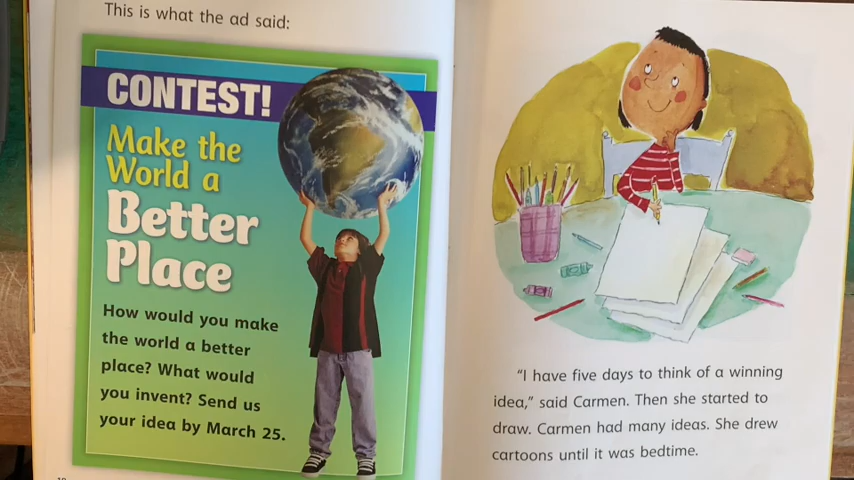 This is what the ad said:
CONTEST!
Make the
World a
Better
Place
How would you make
the world a better
place? What would
you invent? Send us
your idea by March 25.
"I have five days to think of a winning
idea," said Carmen. Then she started to
draw. Carmen had many ideas. She drew
cartoons until it was bedtime.